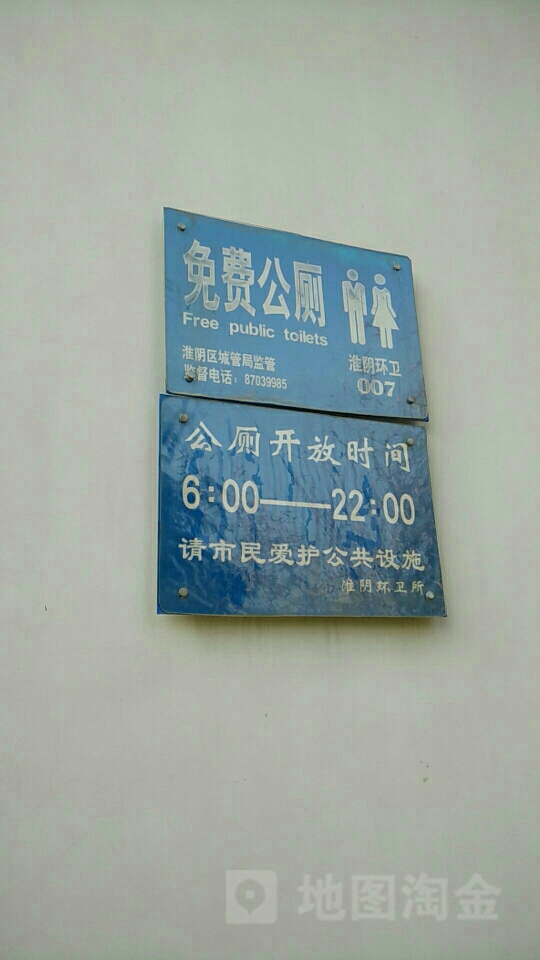 免费公厕
Free public toilets
淮阴区城管局监管
监督电话：87039985
淮阴环卫
007
公厕开放时间
6:00——22:00
请市民爱护公共设施
淮阴环卫所
地图淘金